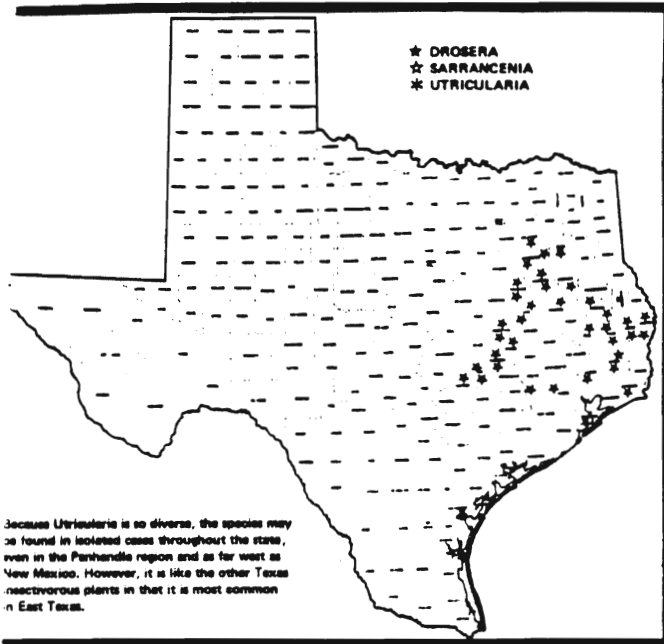 ★ DROSERA
☆ SARRANCENIA
✳ UTRICULARIA
Because Utricularia is so diverse, the species may
be found in isolated cases throughout the state,
even in the Panhandle region and as far west as
New Mexico. However, it is like the other Texas
insectivorous plants in that it is most common
in East Texas.